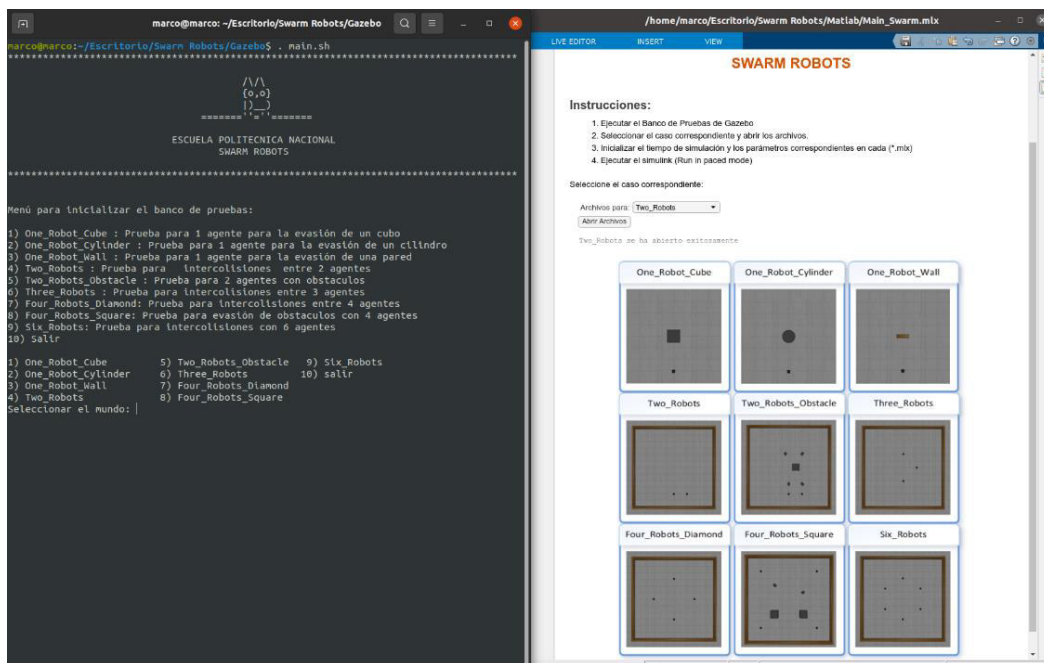 marco@marco: ~/Escritorio/Swarm Robots/Gazebo
marco@marco:~/Escritorio/Swarm Robots/Gazebo$ . main.sh
ESCUELA POLITECNICA NACIONAL
SWARM ROBOTS
Menú para inicializar el banco de pruebas:
1) One_Robot_Cube : Prueba para 1 agente para la evasión de un cubo
2) One_Robot_Cylinder : Prueba para 1 agente para la evasión de un cilindro
3) One_Robot_Wall : Prueba para 1 agente para la evasión de una pared
4) Two_Robots : Prueba para intercolisiones entre 2 agentes
5) Two_Robots_Obstacle : Prueba para 2 agentes con obstaculos
6) Three_Robots : Prueba para intercolisiones entre 3 agentes
7) Four_Robots_Diamond: Prueba para intercolisiones entre 4 agentes
8) Four_Robots_Square: Prueba para evasión de obstaculos con 4 agentes
9) Six_Robots: Prueba para intercolisiones con 6 agentes
10) Salir
1) One_Robot_Cube 5) Two_Robots_Obstacle 9) Six_Robots
2) One_Robot_Cylinder 6) Three_Robots 10) salir
3) One_Robot_Wall 7) Four_Robots_Diamond
4) Two_Robots 8) Four_Robots_Square
Seleccionar el mundo:
/home/marco/Escritorio/Swarm Robots/Matlab/Main_Swarm.mlx
LIVE EDITOR INSERT VIEW
SWARM ROBOTS
Instrucciones:
1. Ejecutar el Banco de Pruebas de Gazebo
2. Seleccionar el caso correspondiente y abrir los archivos.
3. Inicializar el tiempo de simulación y los parámetros correspondientes en cada (*.mlx)
4. Ejecutar el simulink (Run in paced mode)
Seleccione el caso correspondiente:
Archivos para: Two_Robots
Abrir Archivos
Two_Robots se ha abierto exitosamente
One_Robot_Cube One_Robot_Cylinder One_Robot_Wall
Two_Robots Two_Robots_Obstacle Three_Robots
Four_Robots_Diamond Four_Robots_Square Six_Robots